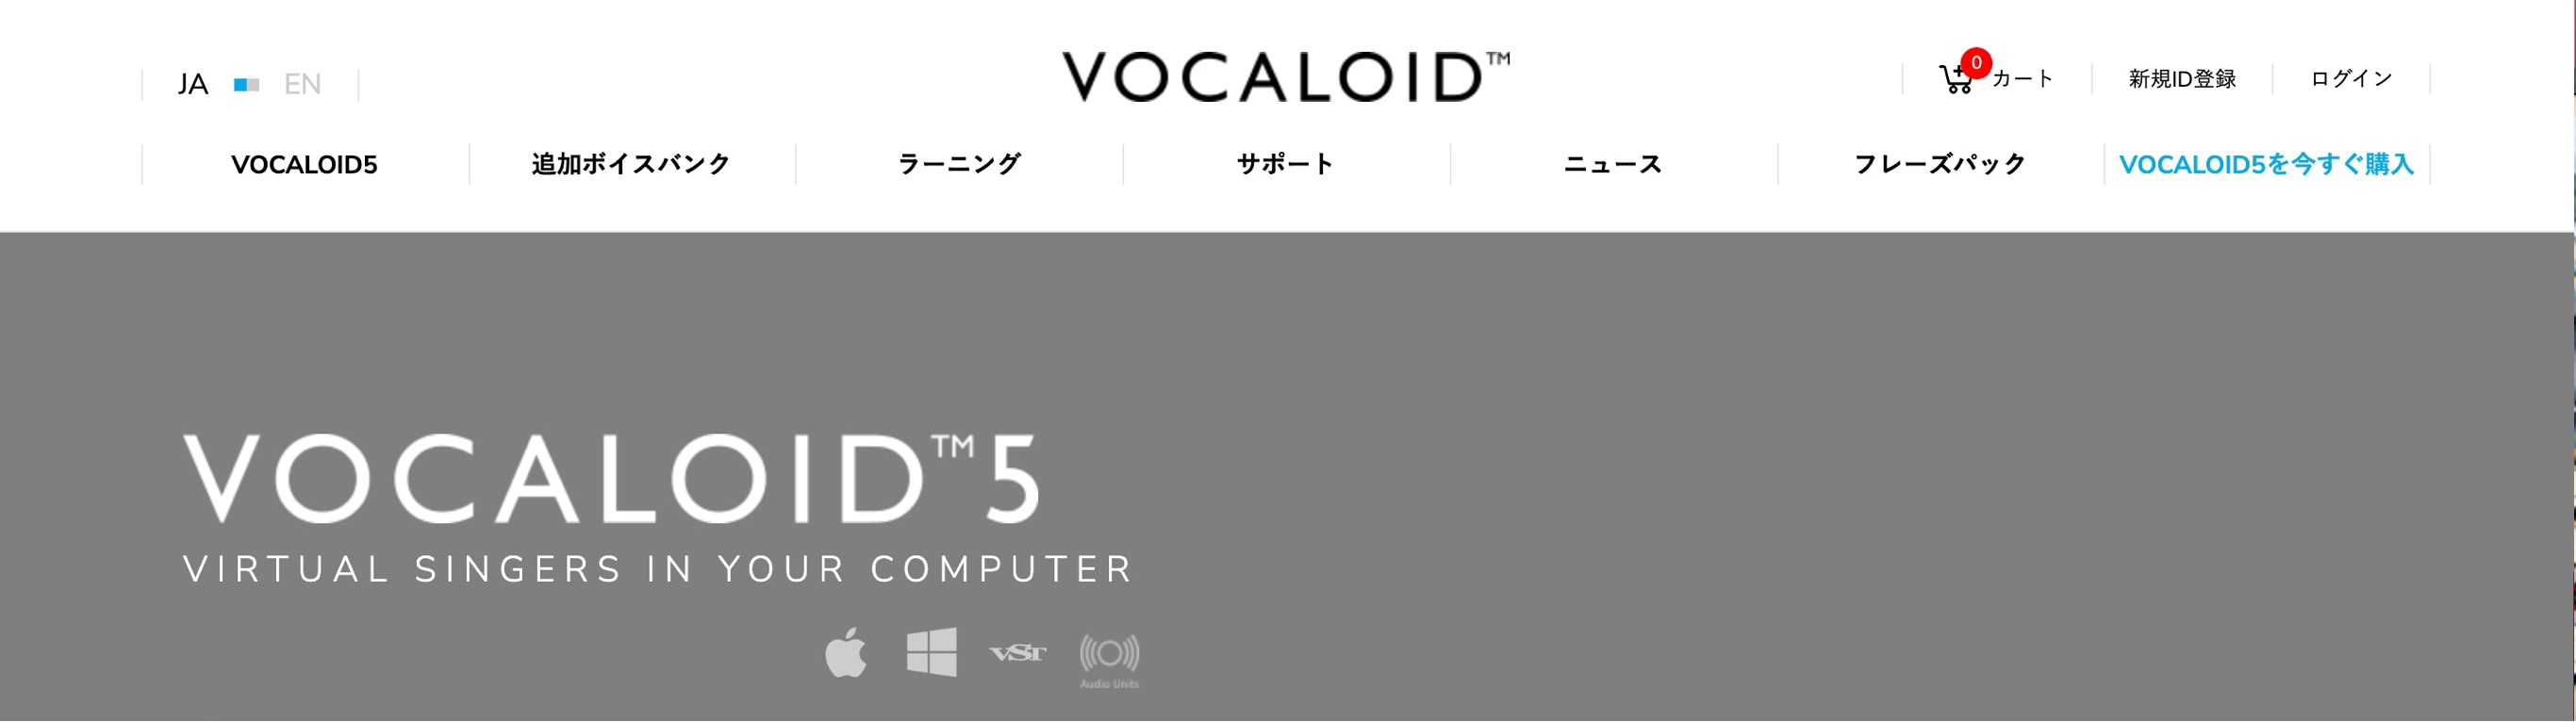 JA EN
VOCALOID™
0 カート 新規ID登録 ログイン
VOCALOID5 追加ボイスバンク ラーニング サポート ニュース フレーズパック VOCALOID5を今すぐ購入
VOCALOID™5
VIRTUAL SINGERS IN YOUR COMPUTER
VST
Audio Units